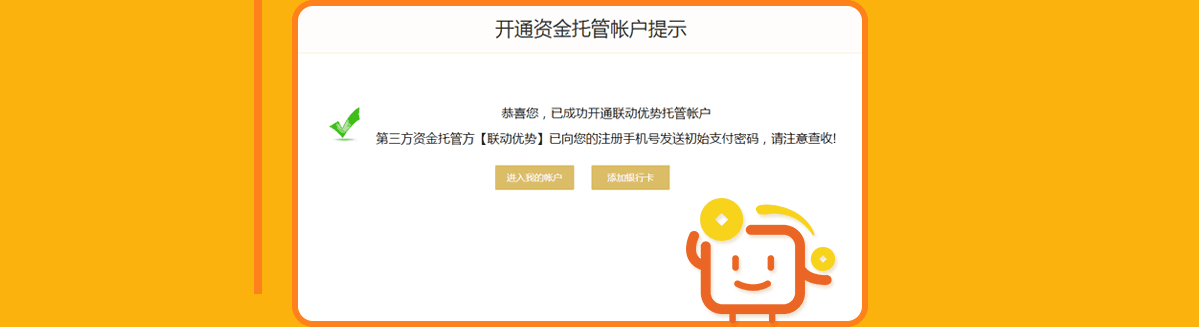 开通资金托管帐户提示
恭喜您，已成功开通联动优势托管帐户
第三方资金托管方【联动优势】已向您的注册手机号发送初始支付密码，请注意查收!
进入我的帐户
添加银行卡